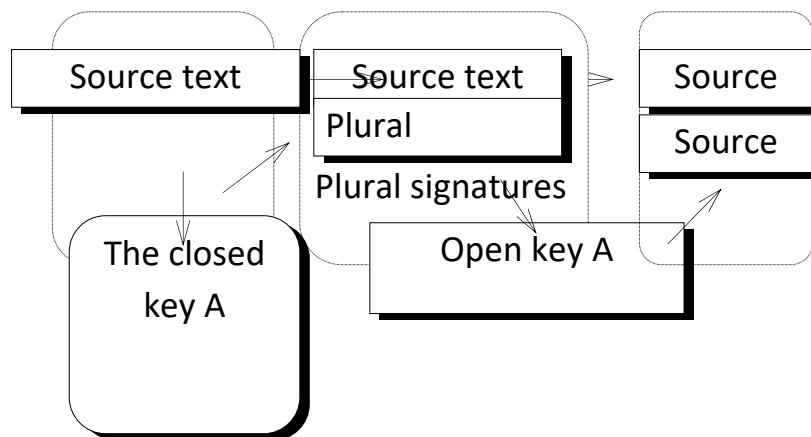 Source text
Source text
Source
Plural
Source
Plural signatures
The closed
key A
Open key A